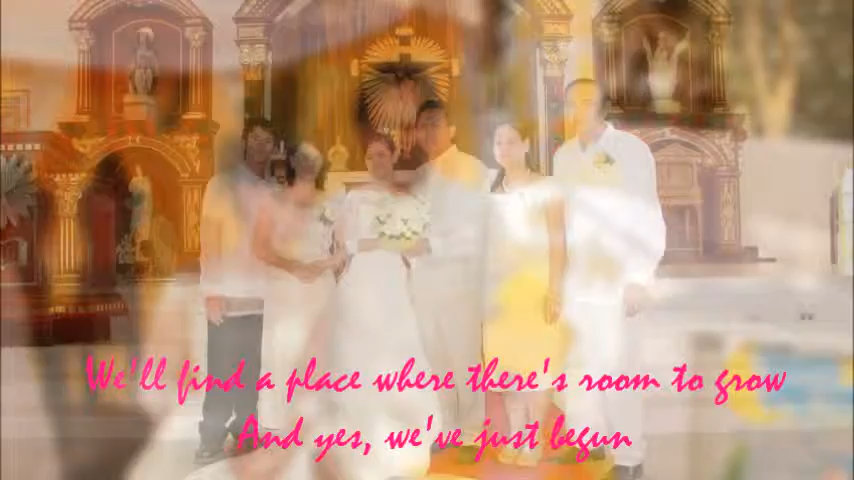 We'll find a place where there's room to grow
And yes, we've just begun